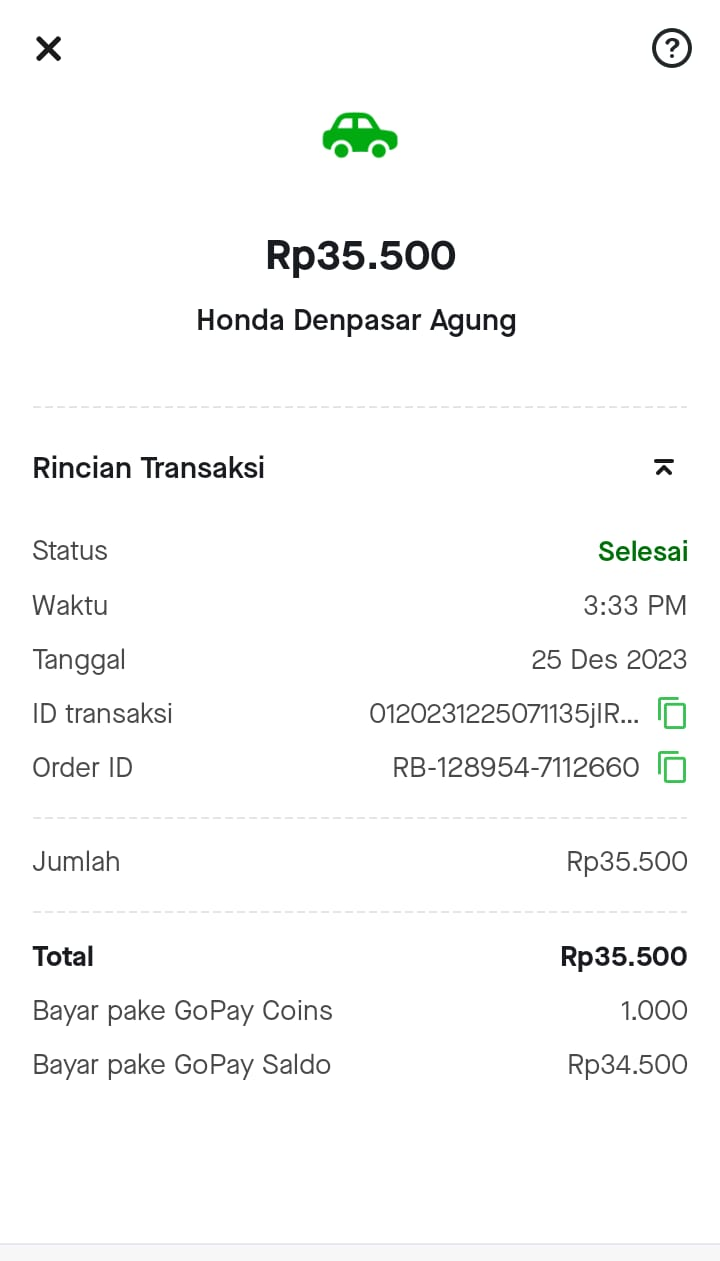 ?
Rp35.500
Honda Denpasar Agung
Rincian Transaksi
Status Selesai
Waktu 3:33 PM
Tanggal 25 Des 2023
ID transaksi 0120231225071135jIR...
Order ID RB-128954-7112660
Jumlah Rp35.500
Total Rp35.500
Bayar pake GoPay Coins 1.000
Bayar pake GoPay Saldo Rp34.500